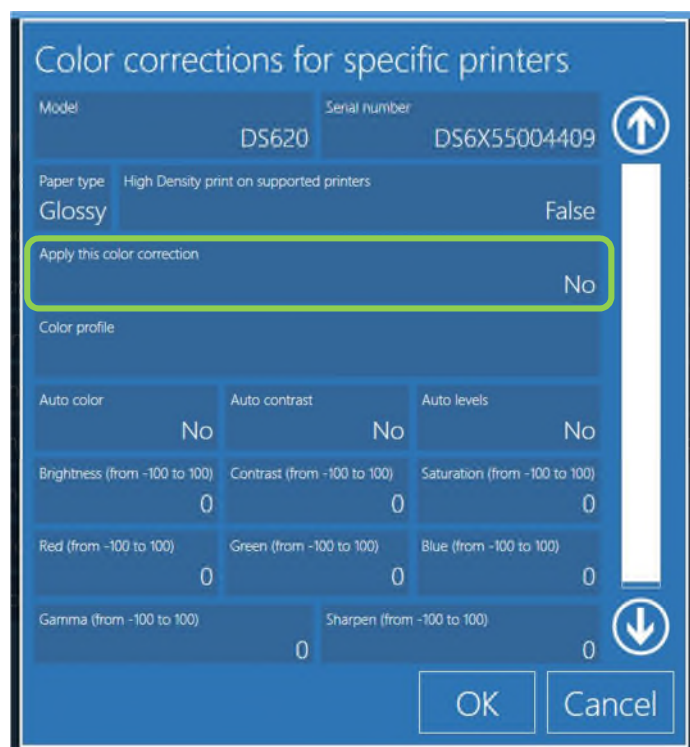 Color corrections for specific printers
Model Serial number
DS620 DS6X55004409
Paper type High Density print on supported printers
Glossy False
Apply this color correction
No
Color profile
Auto color Auto contrast Auto levels
No No No
Brightness (from -100 to 100) Contrast (from -100 to 100) Saturation (from -100 to 100)
0 0 0
Red (from -100 to 100) Green (from -100 to 100) Blue (from -100 to 100)
0 0 0
Gamma (from -100 to 100) Sharpen (from -100 to 100)
0 0
OK Cancel